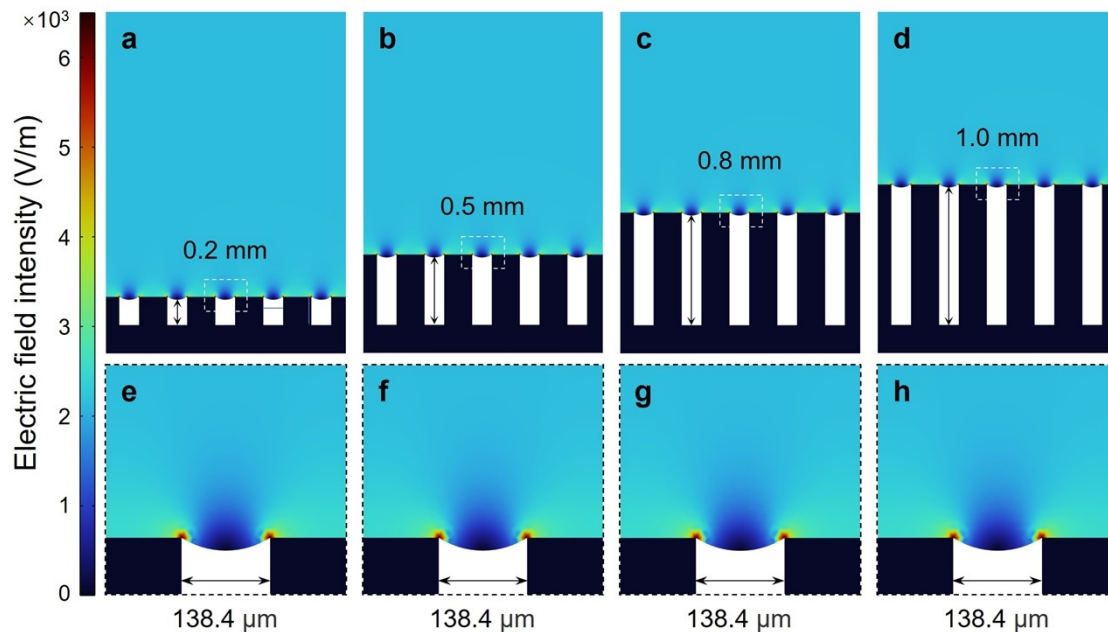 ×10³
6
5
4
3
2
1
0
Electric field intensity (V/m)
a
b
c
d
0.2 mm
0.5 mm
0.8 mm
1.0 mm
e
f
g
h
138.4 μm
138.4 μm
138.4 μm
138.4 μm